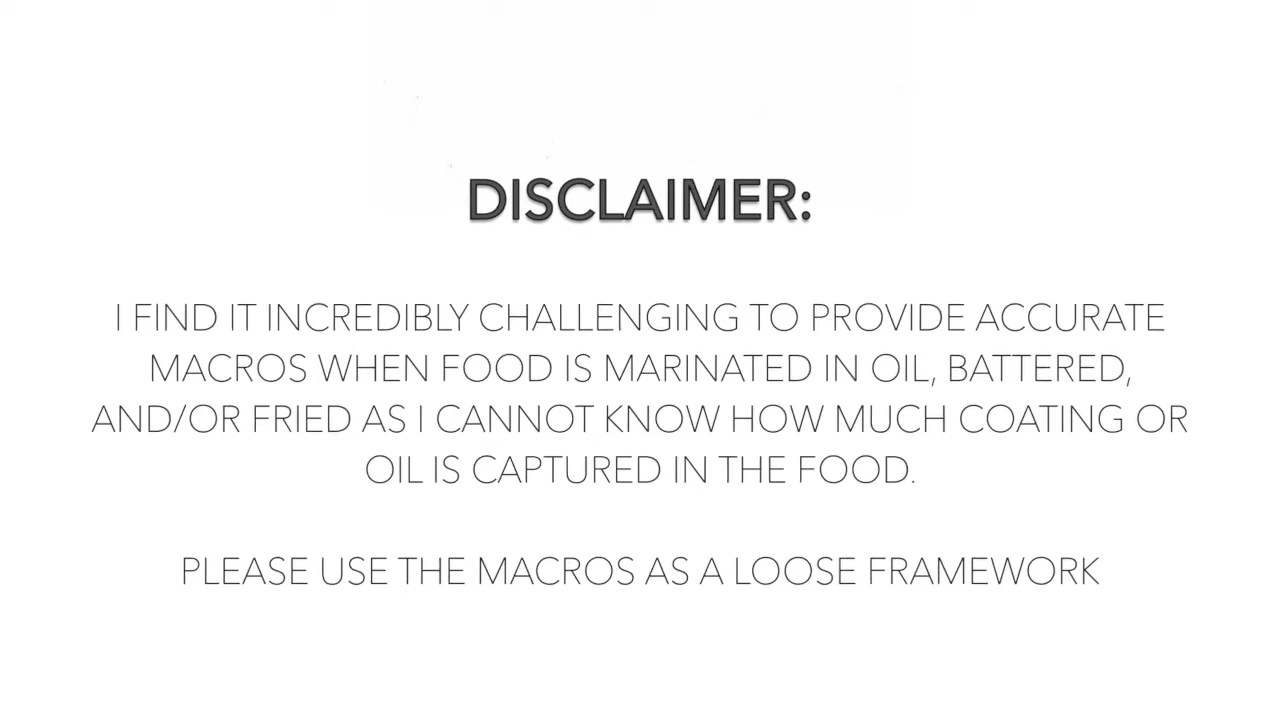 DISCLAIMER:
I FIND IT INCREDIBLY CHALLENGING TO PROVIDE ACCURATE
MACROS WHEN FOOD IS MARINATED IN OIL, BATTERED,
AND/OR FRIED AS I CANNOT KNOW HOW MUCH COATING OR
OIL IS CAPTURED IN THE FOOD.
PLEASE USE THE MACROS AS A LOOSE FRAMEWORK